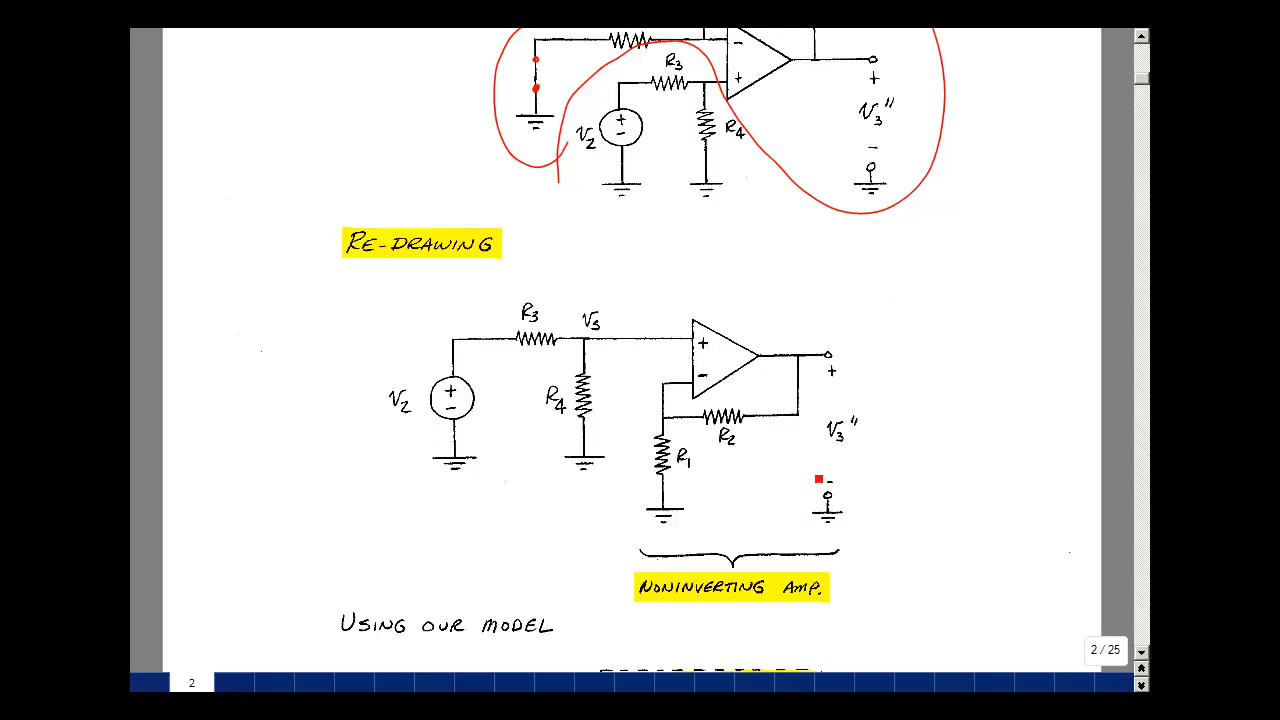 -
R3
+
+
+
-
V2
R4
V3"
-
RE-DRAWING
R3
V3
+
-
+
V2
+
-
R4
R2
V3"
R1
-
NONINVERTING AMP.
USING OUR MODEL
2 / 25
2